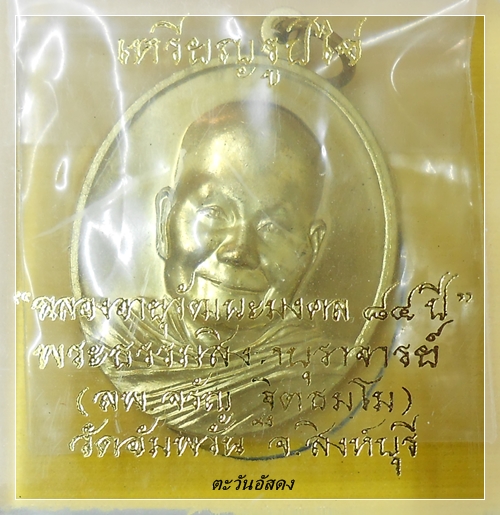 เหรียญรูปไข่
"ฉลองอายุวัฒนะมงคล ๘๔ ปี"
พระธรรมสิงหบุราจารย์
(ลพ จรัญ ฐิตธมฺโม)
วัดอัมพวัน จ.สิงห์บุรี
ตะวันอัสดง